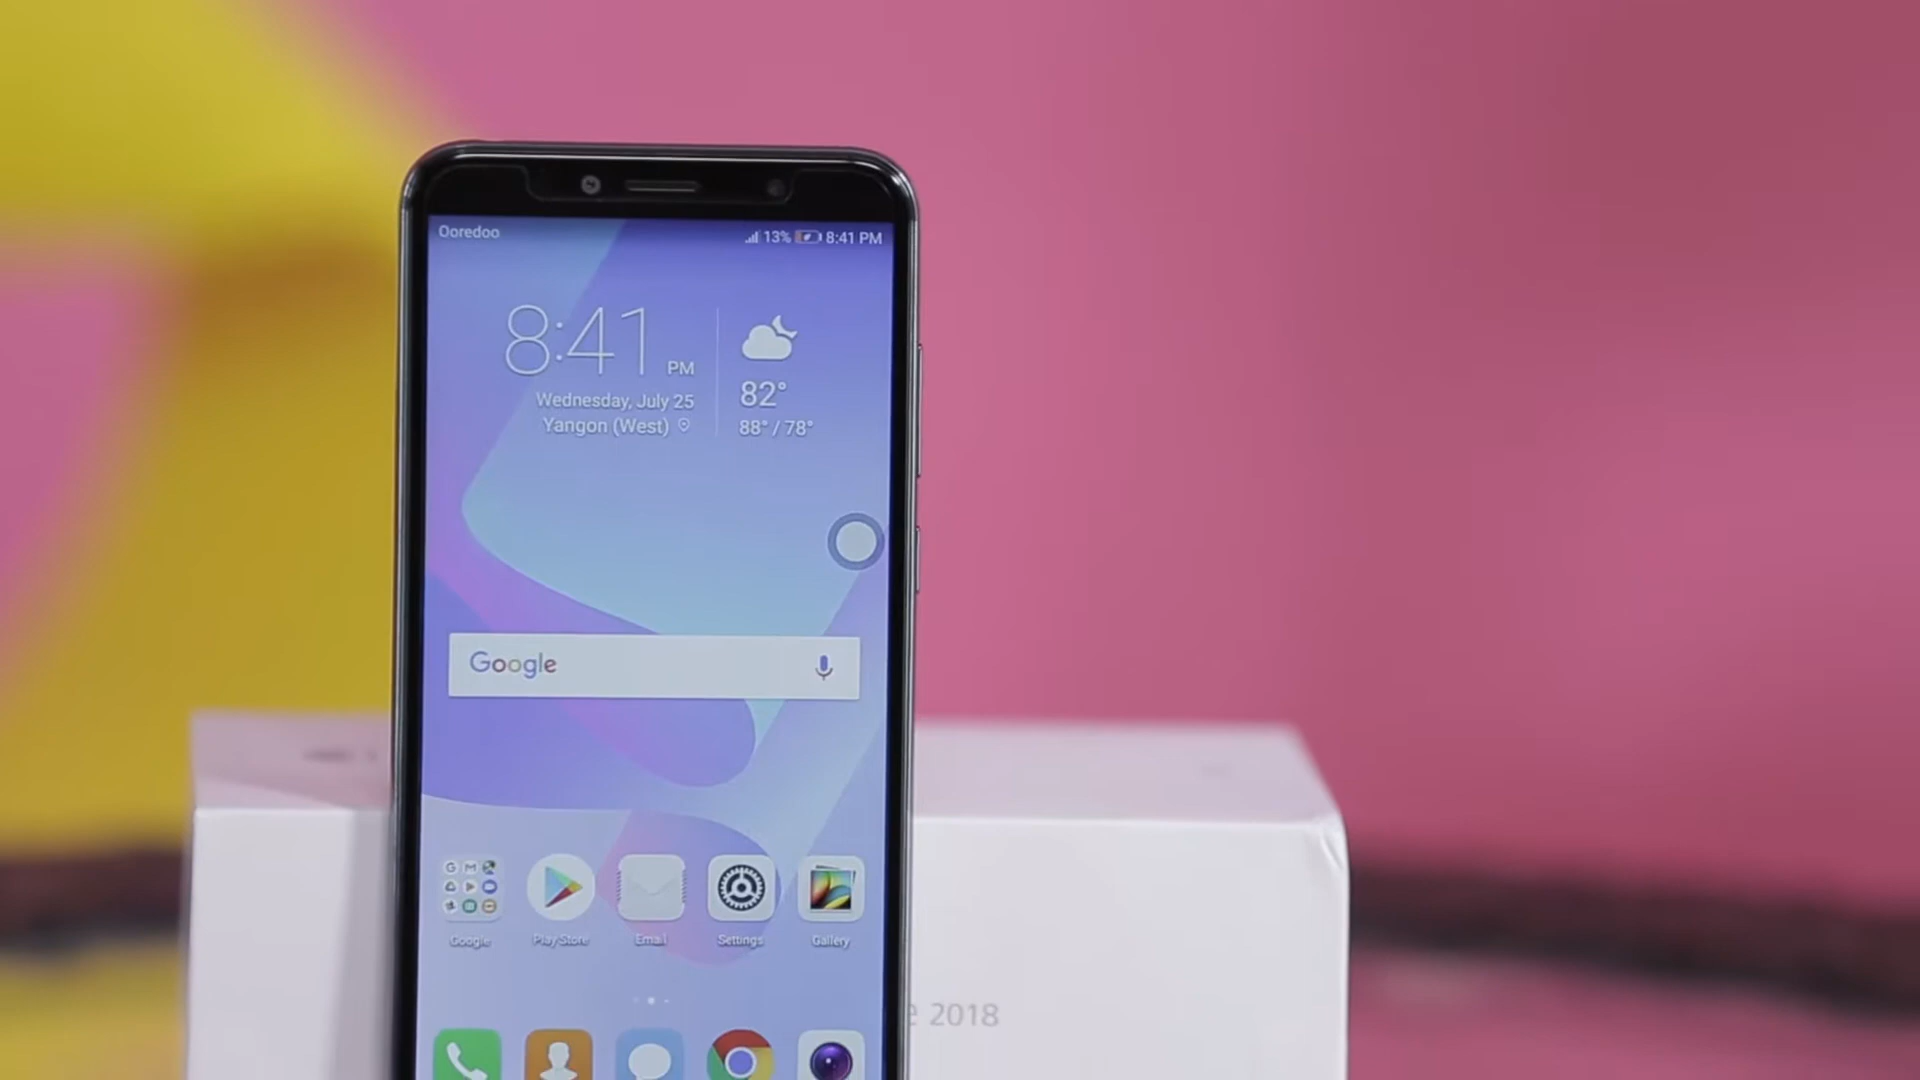 Ooredoo
13% 8:41 PM
8:41 PM
Wednesday, July 25
Yangon (West)
82°
88° / 78°
Google
Google
Play Store
Email
Settings
Gallery
e 2018